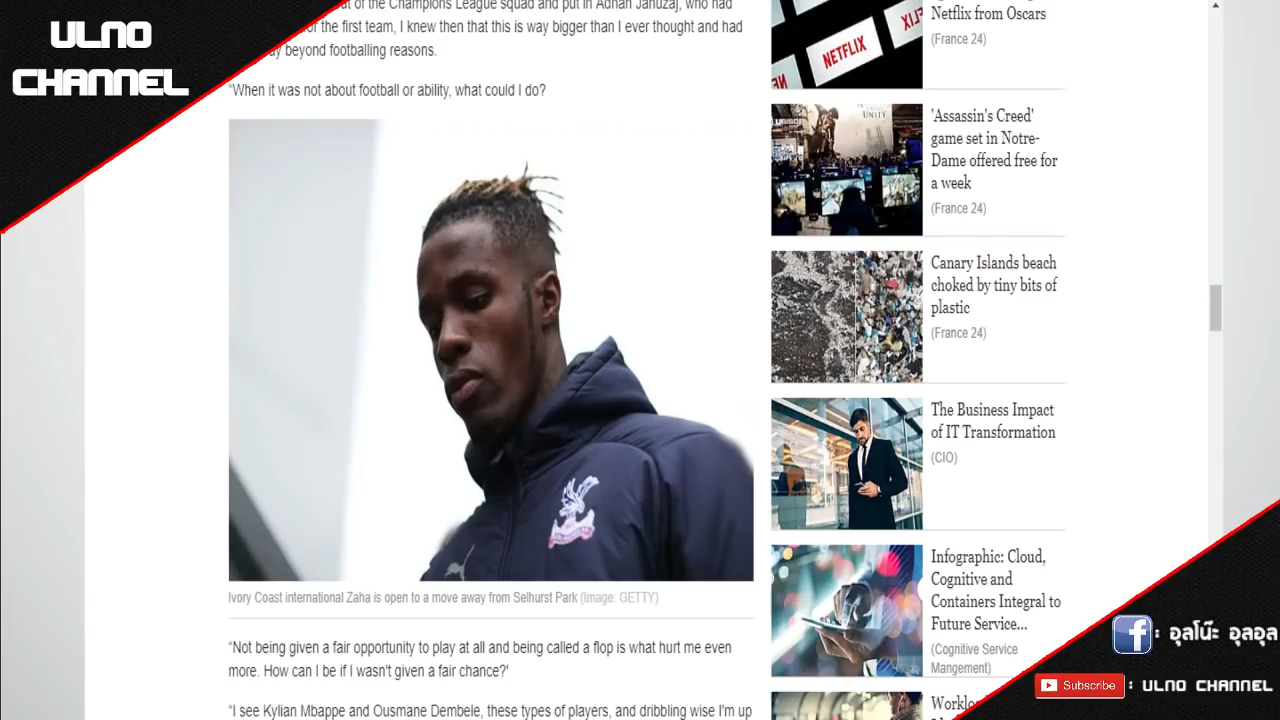 ULNO
CHANNEL
of the Champions League squad and put in Adnan Januzaj, who had
the first team, I knew then that this is way bigger than I ever thought and had
beyond footballing reasons.
“When it was not about football or ability, what could I do?
Ivory Coast international Zaha is open to a move away from Selhurst Park (Image: GETTY)
“Not being given a fair opportunity to play at all and being called a flop is what hurt me even
more. How can I be if I wasn't given a fair chance?'
“I see Kylian Mbappe and Ousmane Dembele, these types of players, and dribbling wise I'm up
NETFLIX
Netflix from Oscars
(France 24)
UNITY
'Assassin's Creed'
game set in Notre-
Dame offered free for
a week
(France 24)
Canary Islands beach
choked by tiny bits of
plastic
(France 24)
The Business Impact
of IT Transformation
(CIO)
Infographic: Cloud,
Cognitive and
Containers Integral to
Future Service...
(Cognitive Service
Mangement)
: อุลโน๊ะ อุลอุล
Subscribe : ULNO CHANNEL